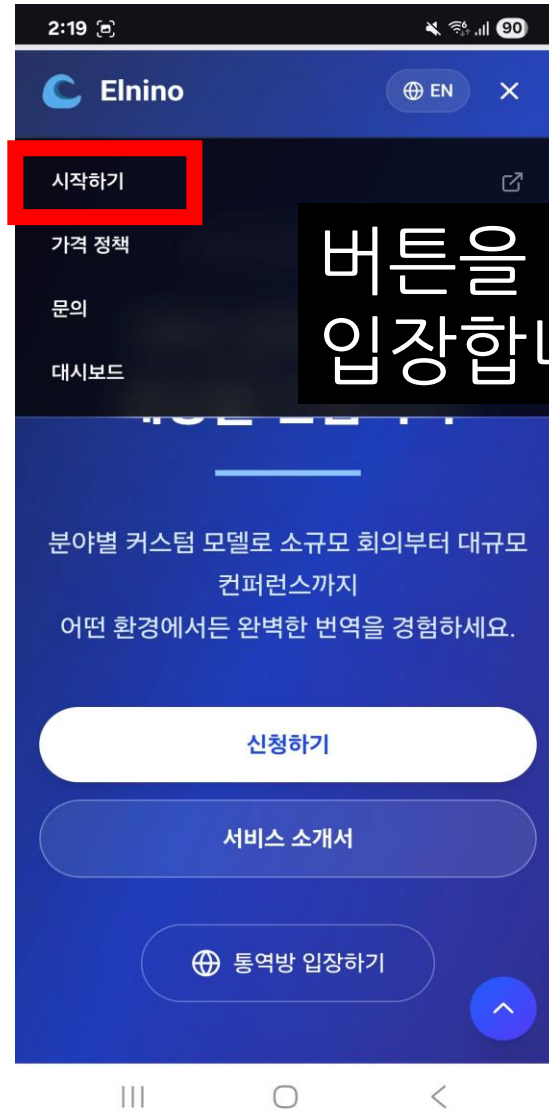 2:19
90
Elnino
EN
시작하기
버튼을
가격 정책
입장합
문의
대시보드
분야별 커스텀 모델로 소규모 회의부터 대규모
컨퍼런스까지
어떤 환경에서든 완벽한 번역을 경험하세요.
신청하기
서비스 소개서
통역방 입장하기